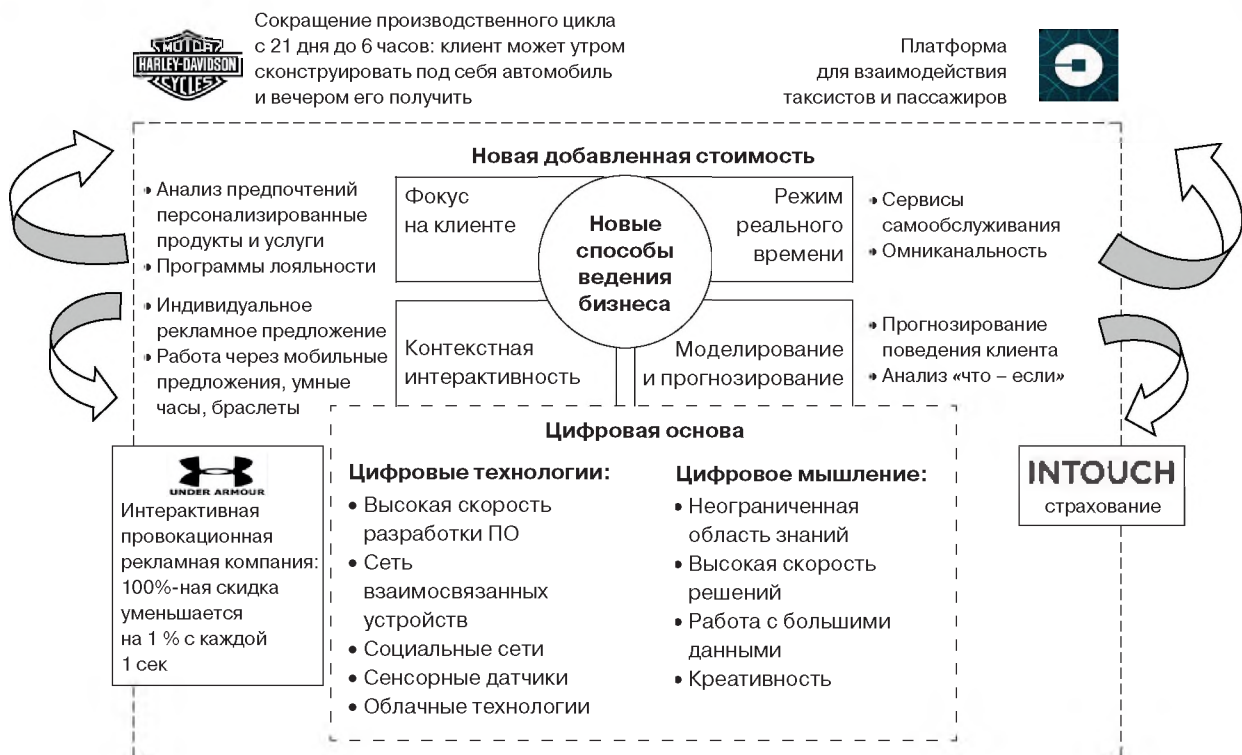 MOTOR
HARLEY-DAVIDSON
CYCLES
Сокращение производственного цикла
с 21 дня до 6 часов: клиент может утром
сконструировать под себя автомобиль
и вечером его получить
Платформа
для взаимодействия
таксистов и пассажиров
Новая добавленная стоимость
• Анализ предпочтений
персонализированные
продукты и услуги
• Программы лояльности
Фокус
на клиенте
Новые
способы
ведения
бизнеса
Режим
реального
времени
• Сервисы
самообслуживания
• Омниканальность
• Индивидуальное
рекламное предложение
• Работа через мобильные
предложения, умные
часы, браслеты
Контекстная
интерактивность
Моделирование
и прогнозирование
• Прогнозирование
поведения клиента
• Анализ «что – если»
UNDER ARMOUR
Интерактивная
провокационная
рекламная компания:
100%-ная скидка
уменьшается
на 1 % с каждой
1 сек
Цифровая основа
Цифровые технологии:
• Высокая скорость
разработки ПО
• Сеть
взаимосвязанных
устройств
• Социальные сети
• Сенсорные датчики
• Облачные технологии
Цифровое мышление:
• Неограниченная
область знаний
• Высокая скорость
решений
• Работа с большими
данными
• Креативность
INTOUCH
страхование